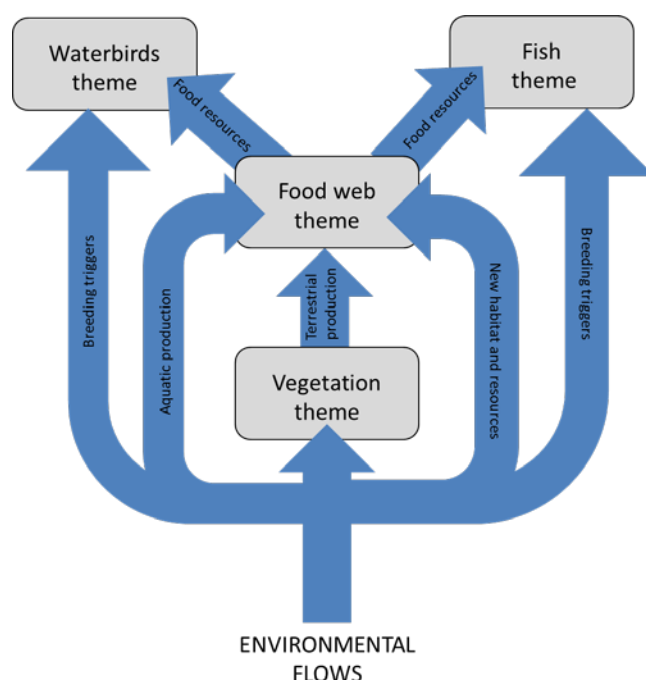 Waterbirds
theme
Fish
theme
Food resources
Food resources
Food web
theme
Breeding triggers
Aquatic production
Terrestrial
production
New habitat and resources
Breeding triggers
Vegetation
theme
ENVIRONMENTAL
FLOWS